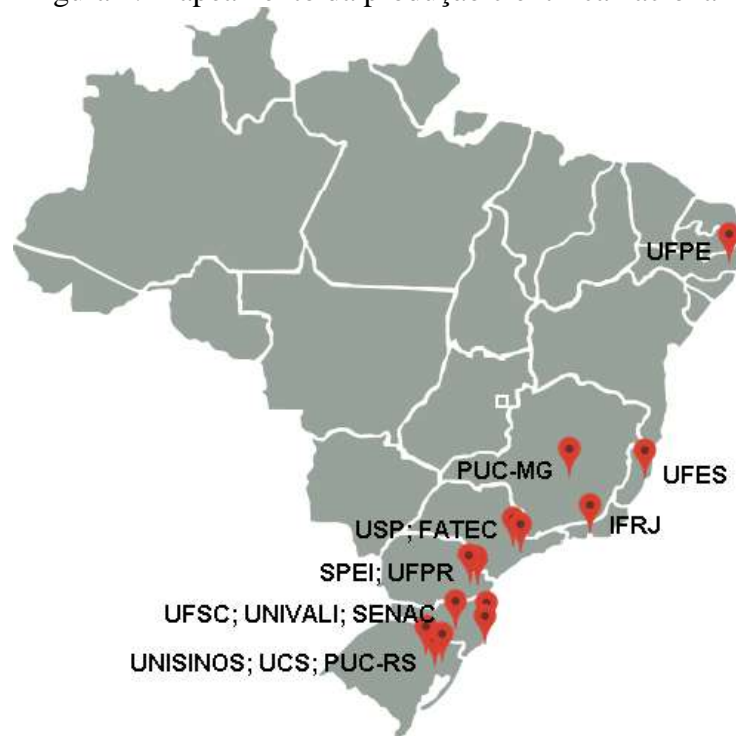 UFPE
PUC-MG
UFES
IFRJ
USP; FATEC
SPEI; UFPR
UFSC; UNIVALI; SENAC
UNISINOS; UCS; PUC-RS